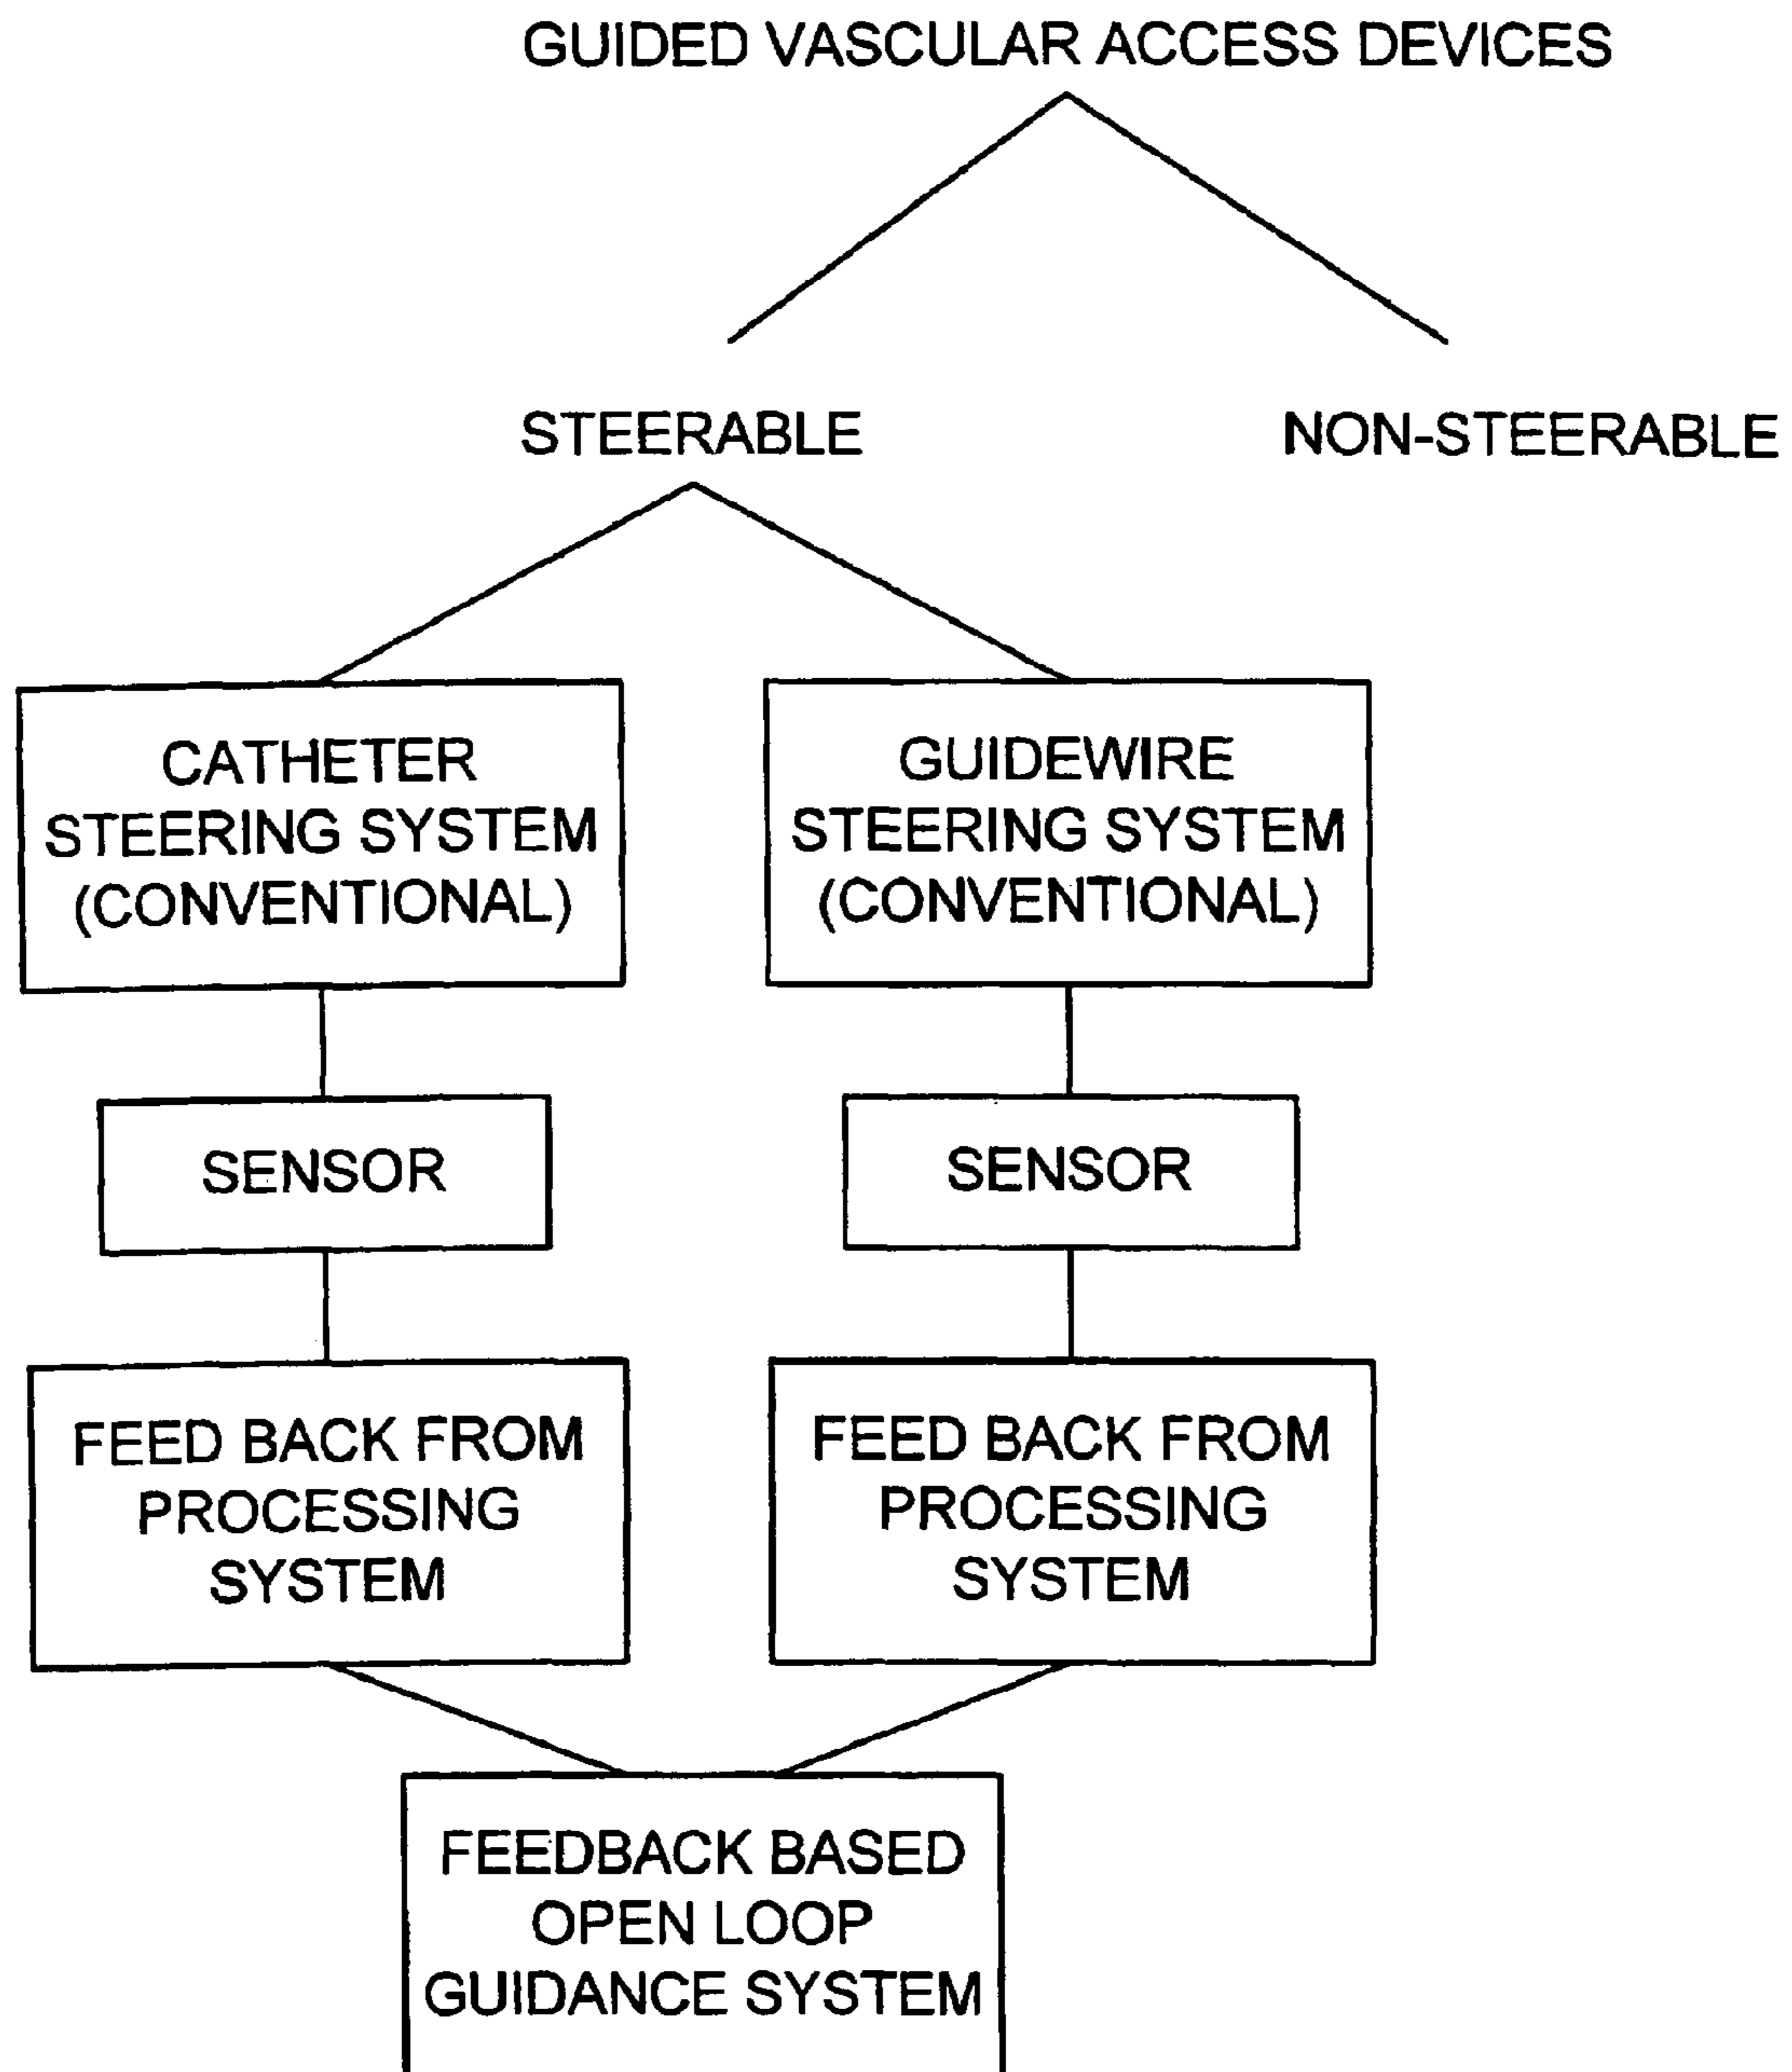 GUIDED VASCULAR ACCESS DEVICES
STEERABLE
NON-STEERABLE
CATHETER
STEERING SYSTEM
(CONVENTIONAL)
GUIDEWIRE
STEERING SYSTEM
(CONVENTIONAL)
SENSOR
SENSOR
FEED BACK FROM
PROCESSING
SYSTEM
FEED BACK FROM
PROCESSING
SYSTEM
FEEDBACK BASED
OPEN LOOP
GUIDANCE SYSTEM